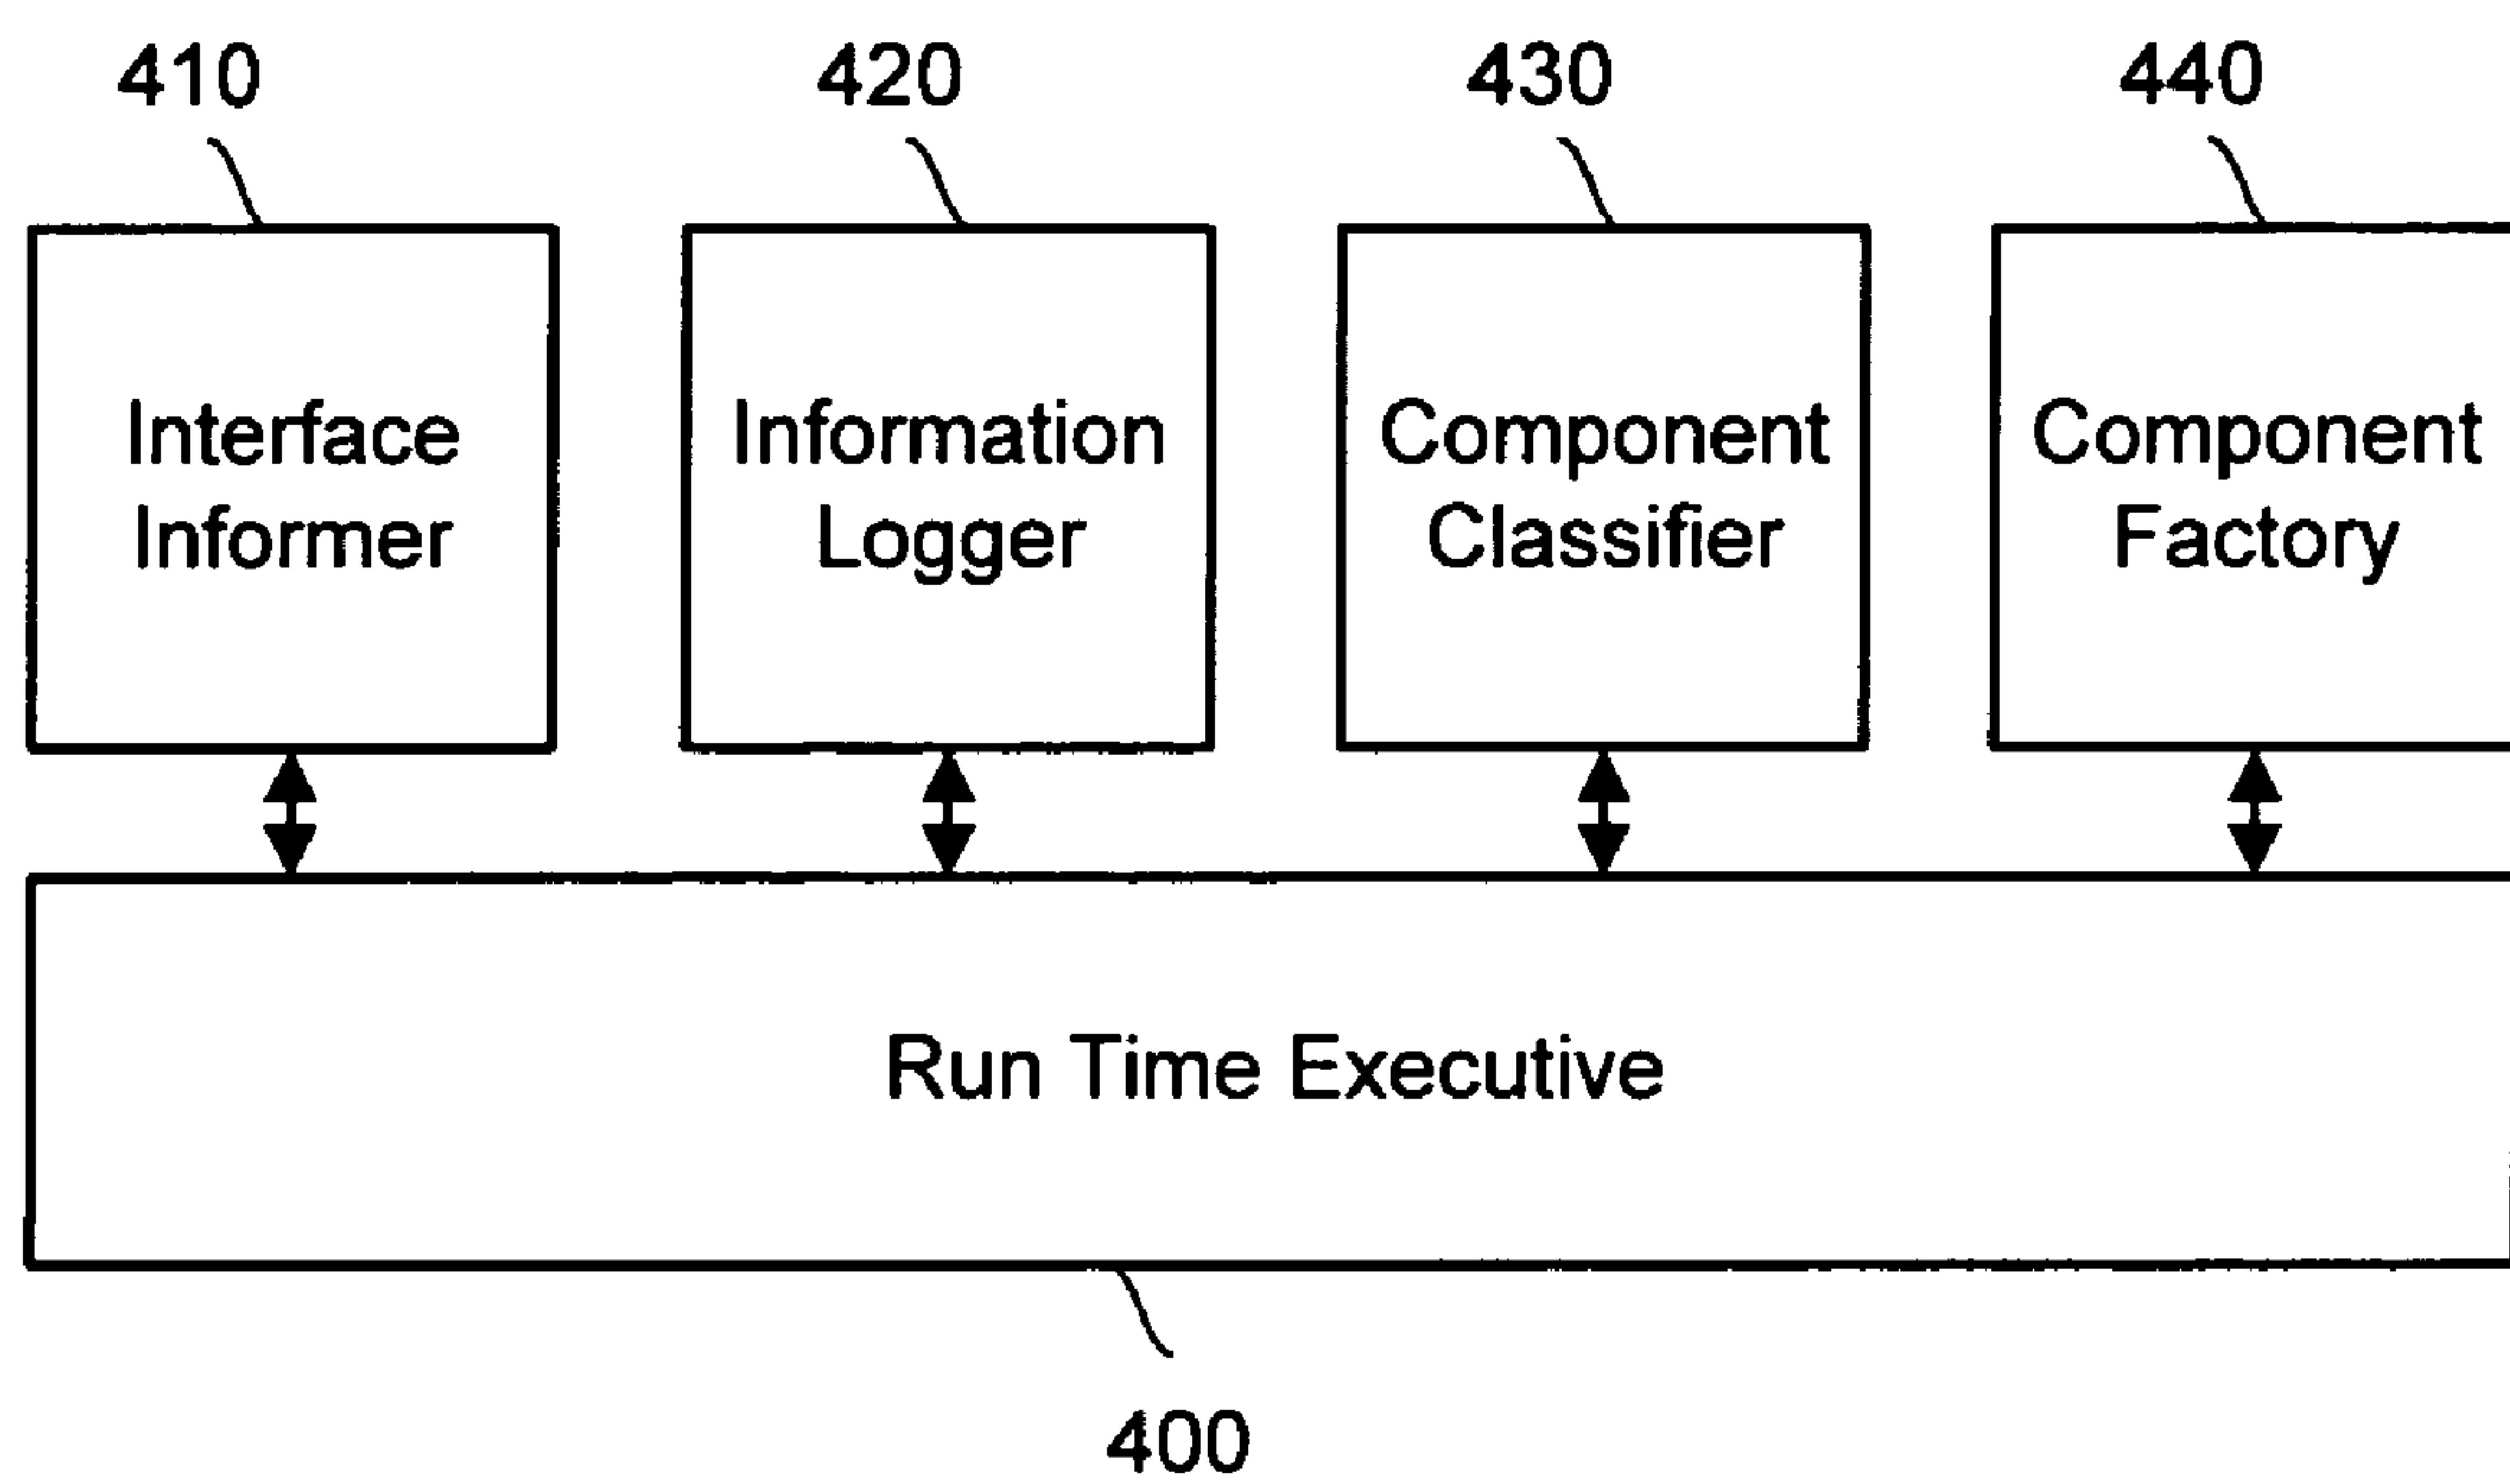 410
420
430
440
Interface
Informer
Information
Logger
Component
Classifier
Component
Factory
Run Time Executive
400